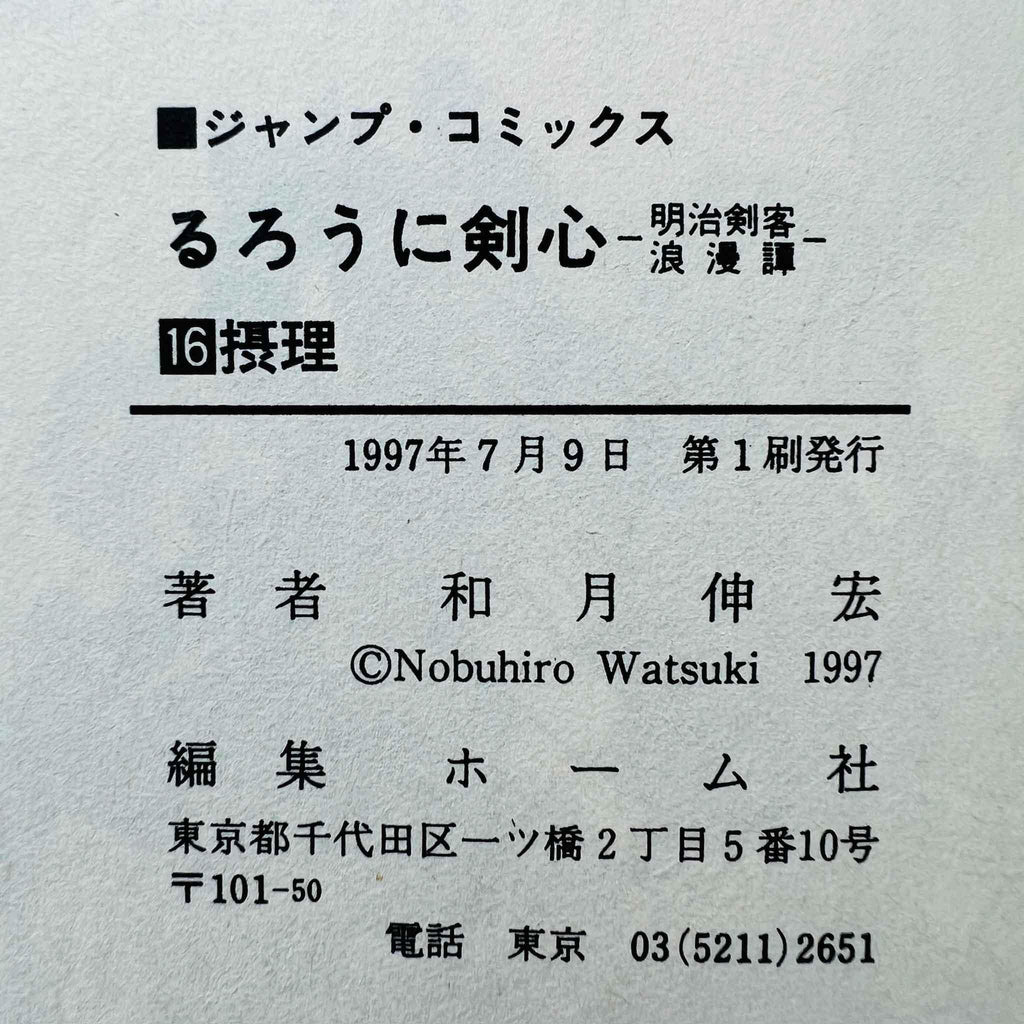 ■ジャンプ・コミックス
るろうに剣心−明治剣客浪漫譚−
16摂理
1997年7月9日　第1刷発行
著者　和月伸宏
©Nobuhiro Watsuki 1997
編集　ホーム社
東京都千代田区一ツ橋2丁目5番10号
〒101-50
電話　東京　03(5211)2651